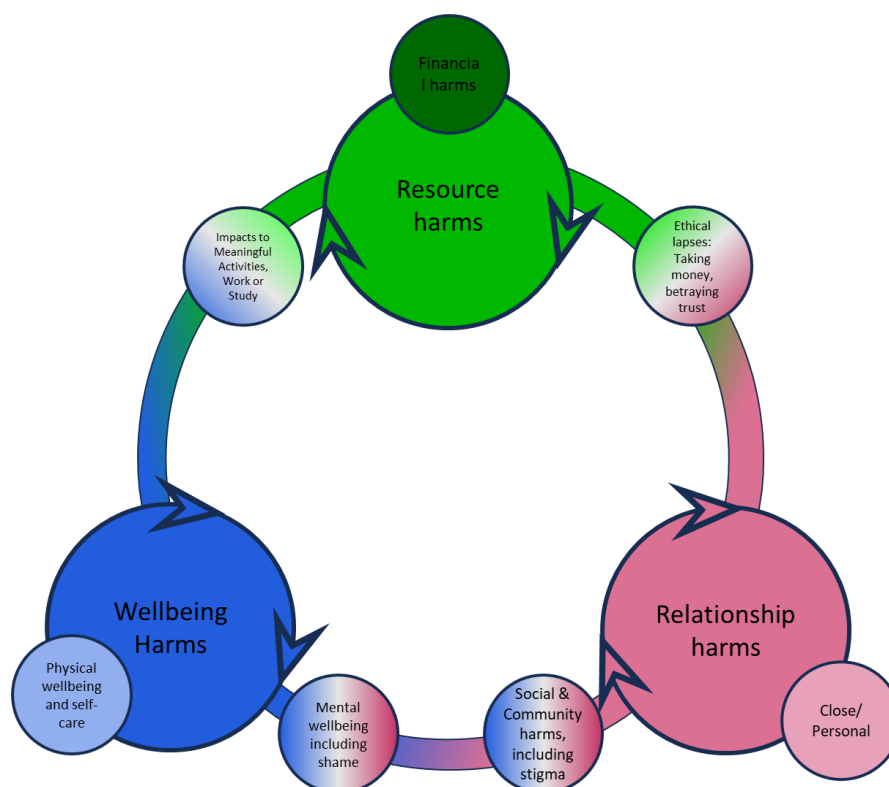 Financia
l harms
Resource
harms
Impacts to
Meaningful
Activities,
Work or
Study
Ethical
lapses:
Taking
money,
betraying
trust
Wellbeing
Harms
Relationship
harms
Physical
wellbeing
and self-
care
Mental
wellbeing
including
shame
Social &
Community
harms,
including
stigma
Close/
Personal